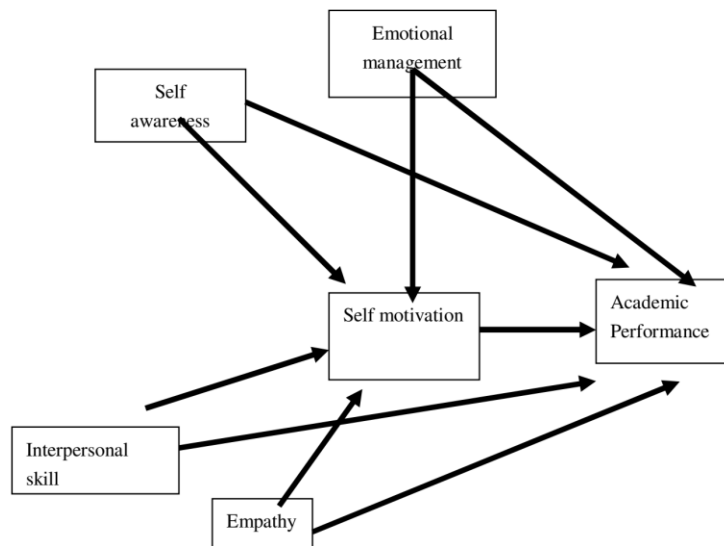 Emotional
management
Self
awareness
Self motivation
Academic
Performance
Interpersonal
skill
Empathy